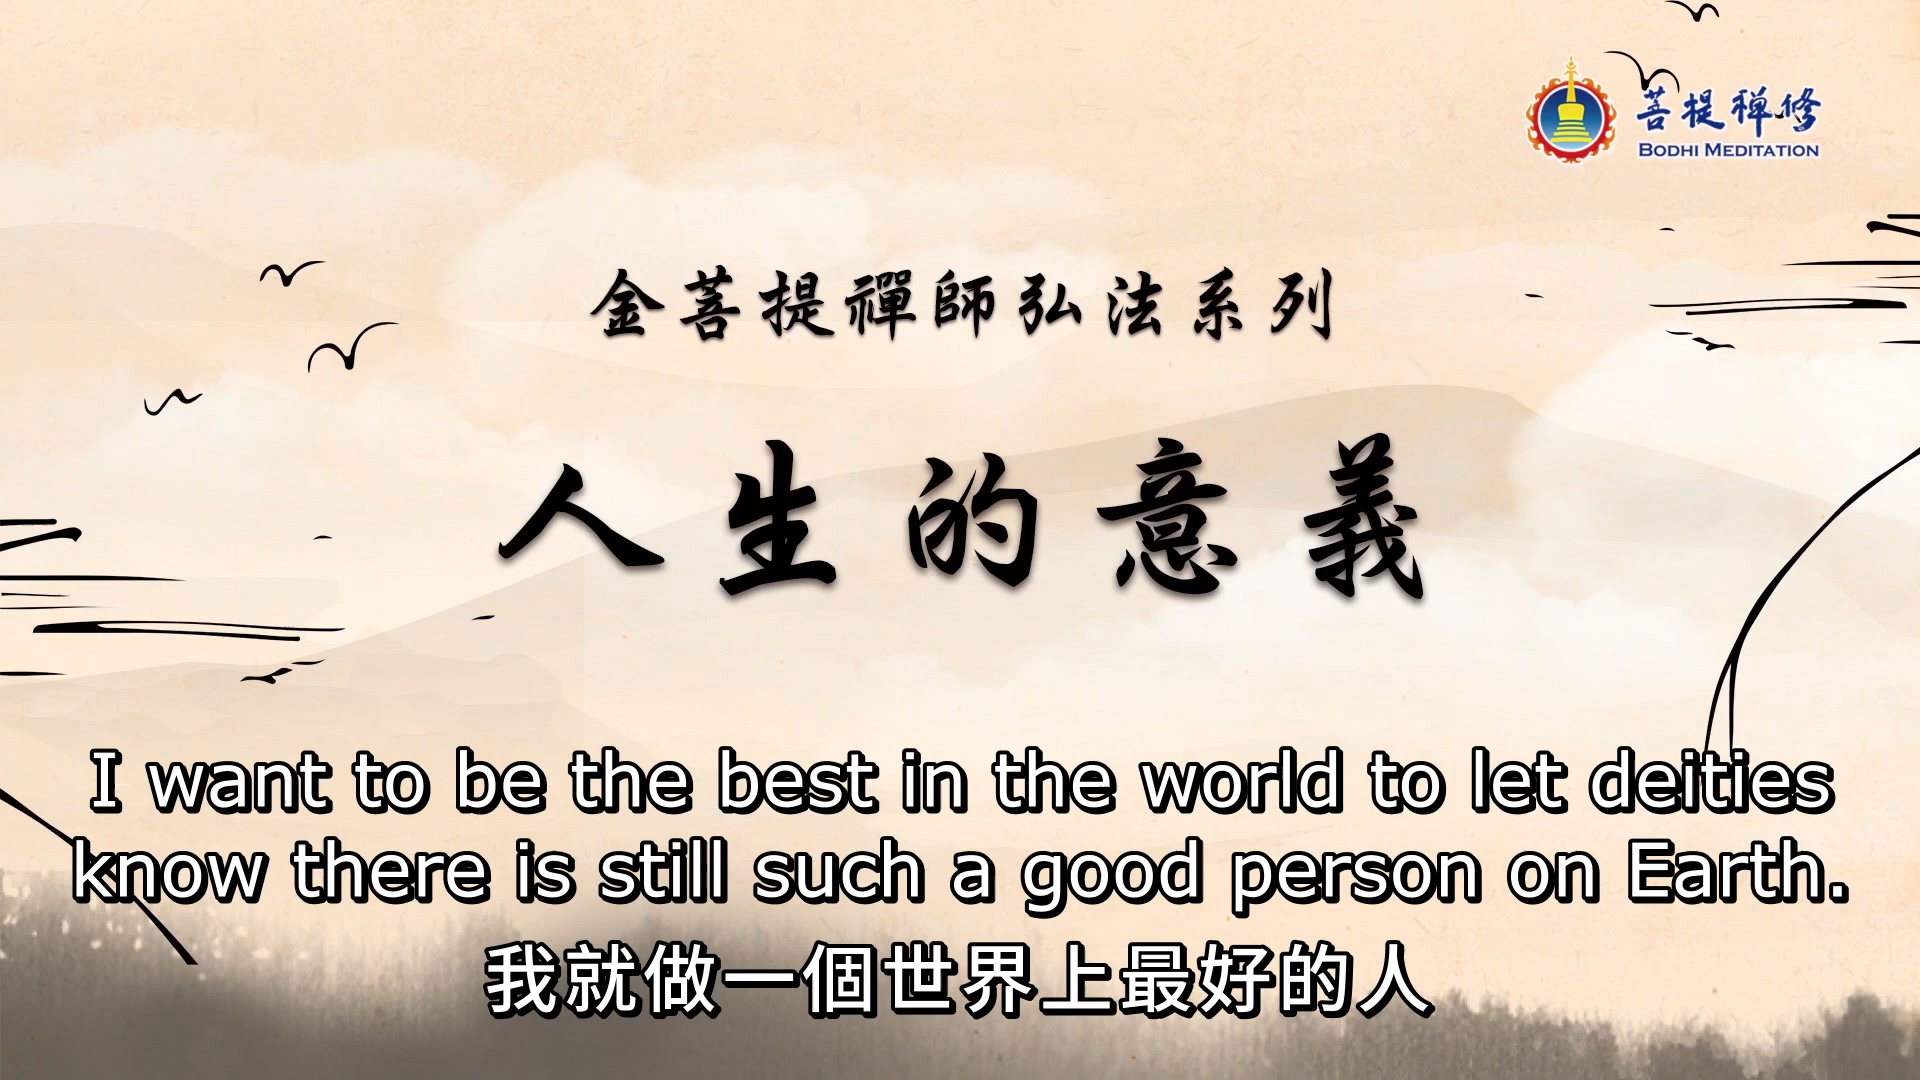 菩提禪修
BODHI MEDITATION
金菩提禪師弘法系列
人生的意義
I want to be the best in the world to let deities
know there is still such a good person on Earth.
我就做一個世界上最好的人